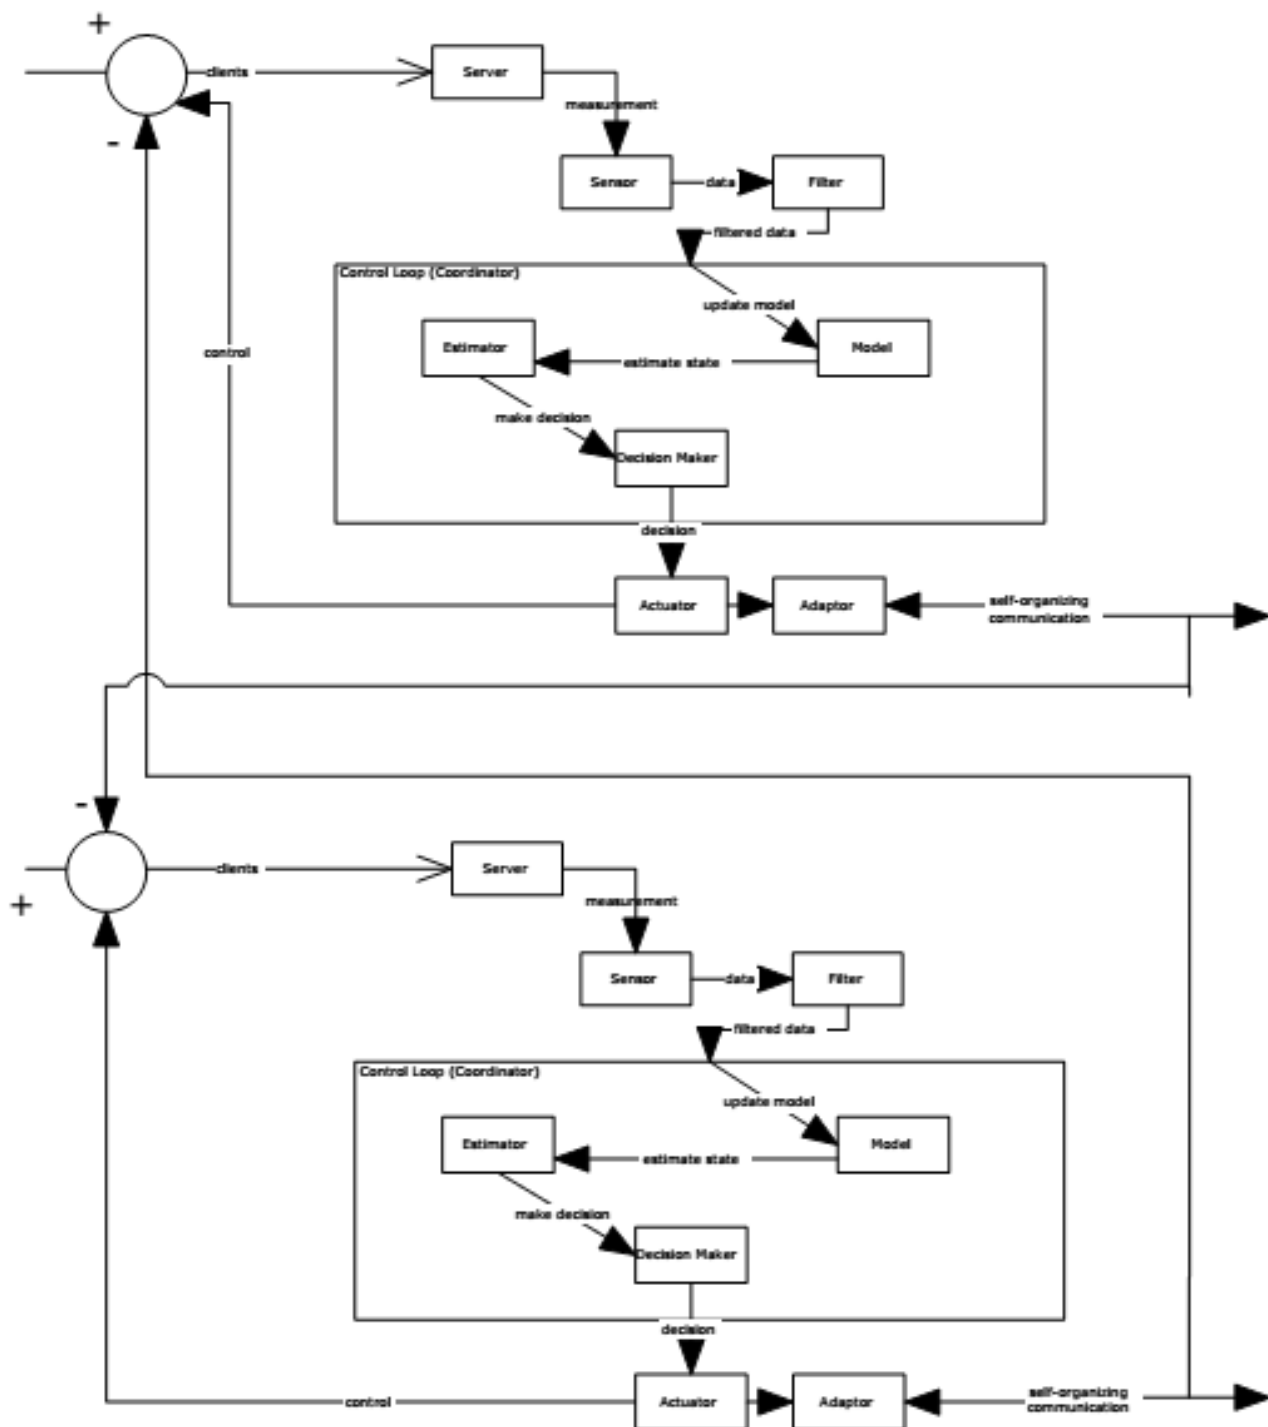 +
clients
Server
measurement
-
Sensor
data
Filter
filtered data
Control Loop (Coordinator)
update model
Estimator
Model
control
estimate state
make decision
Decision Maker
decision
Actuator
Adaptor
self-organizing
communication
-
clients
Server
+
measurement
Sensor
data
Filter
filtered data
Control Loop (Coordinator)
update model
Estimator
Model
estimate state
make decision
Decision Maker
decision
control
Actuator
Adaptor
self-organizing
communication